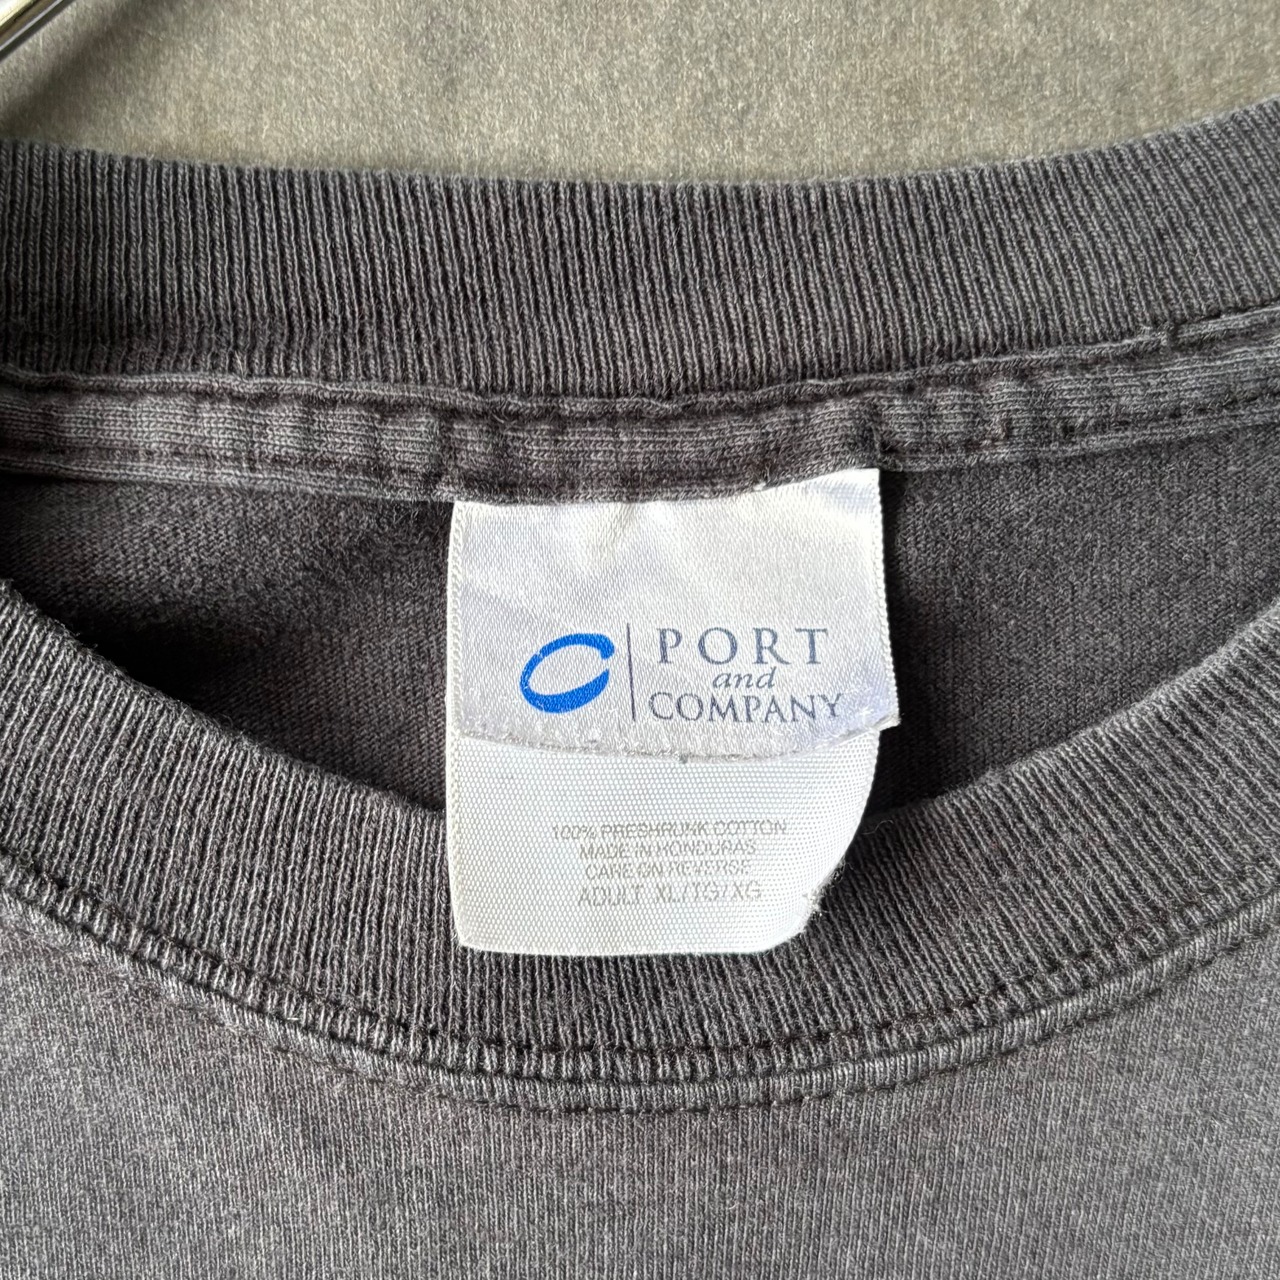 PORT
and
COMPANY
100% PRESHRUNK COTTON
MADE IN HONDURAS
CARE ON REVERSE
ADULT XL/TG/XG